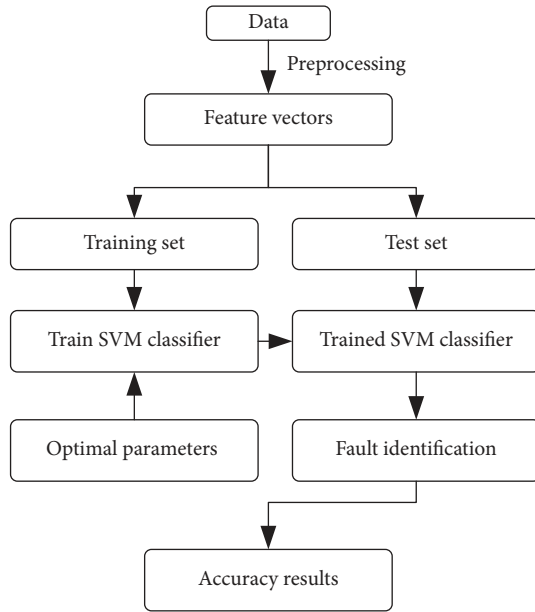 Data
Preprocessing
Feature vectors
Training set
Test set
Train SVM classifier
Trained SVM classifier
Optimal parameters
Fault identification
Accuracy results